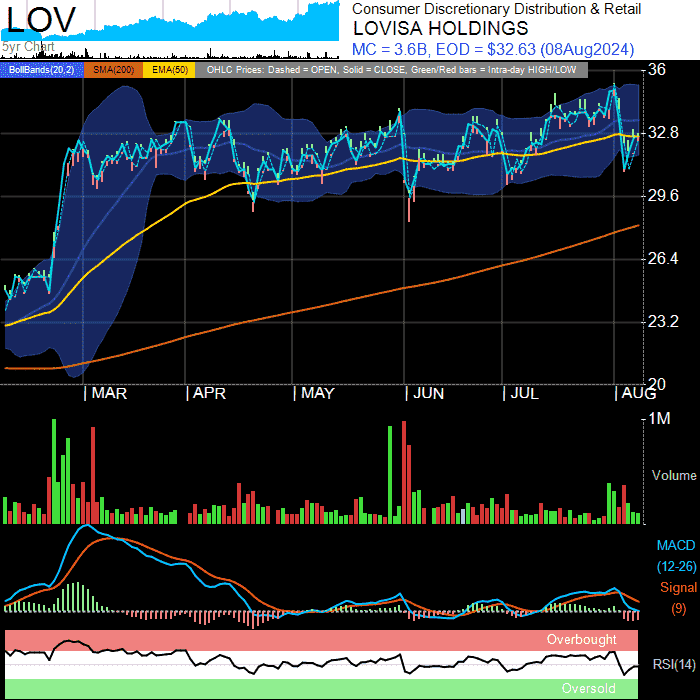 LOV
5yr Chart
Consumer Discretionary Distribution & Retail
LOVISA HOLDINGS
MC = 3.6B, EOD = $32.63 (08Aug2024)
BollBands(20,2) SMA(200) EMA(50) OHLC Prices: Dashed = OPEN, Solid = CLOSE, Green/Red bars = Intra-day HIGH/LOW
36
32.8
29.6
26.4
23.2
20
| MAR | APR | MAY | JUN | JUL | AUG
1M
Volume
MACD
(12-26)
Signal
(9)
Overbought
RSI(14)
Oversold